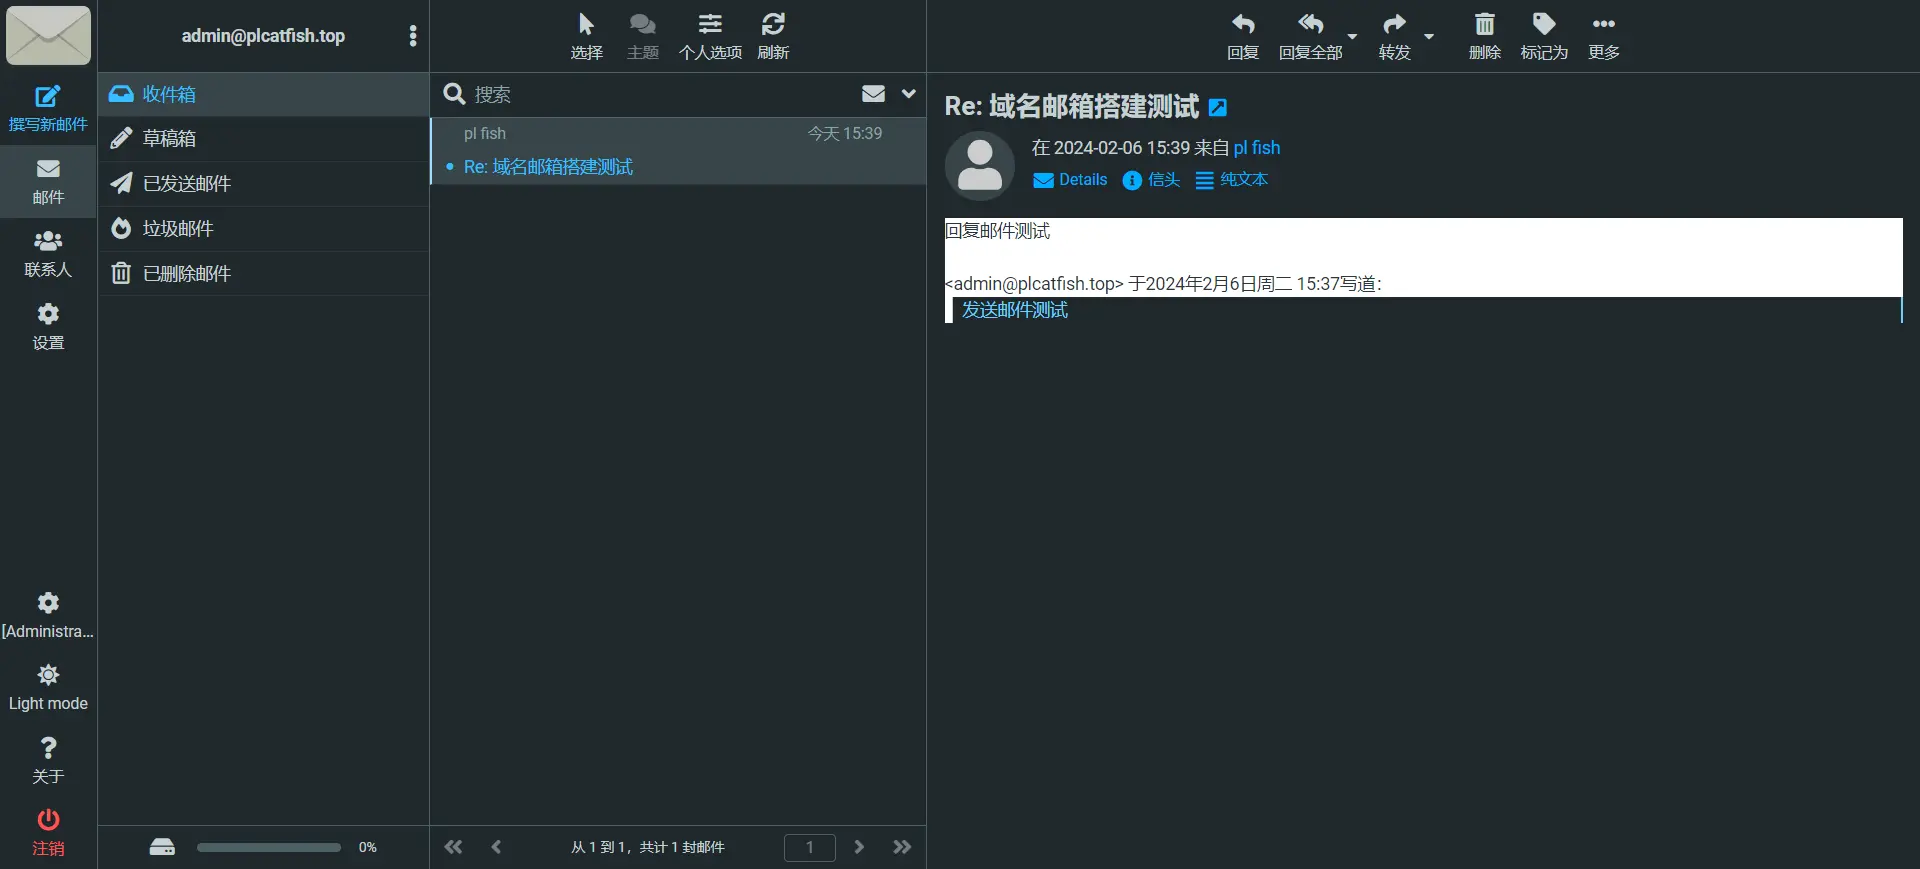 admin@plcatfish.top
选择
主题
个人选项
刷新
回复
回复全部
转发
删除
标记为
更多
撰写新邮件
邮件
联系人
设置
[Administra...
Light mode
关于
注销
收件箱
草稿箱
已发送邮件
垃圾邮件
已删除邮件
0%
搜索
pl fish
今天 15:39
Re: 域名邮箱搭建测试
从 1 到 1，共计 1 封邮件
1
Re: 域名邮箱搭建测试
在 2024-02-06 15:39 来自 pl fish
Details
信头
纯文本
回复邮件测试
<admin@plcatfish.top> 于2024年2月6日周二 15:37写道：
发送邮件测试